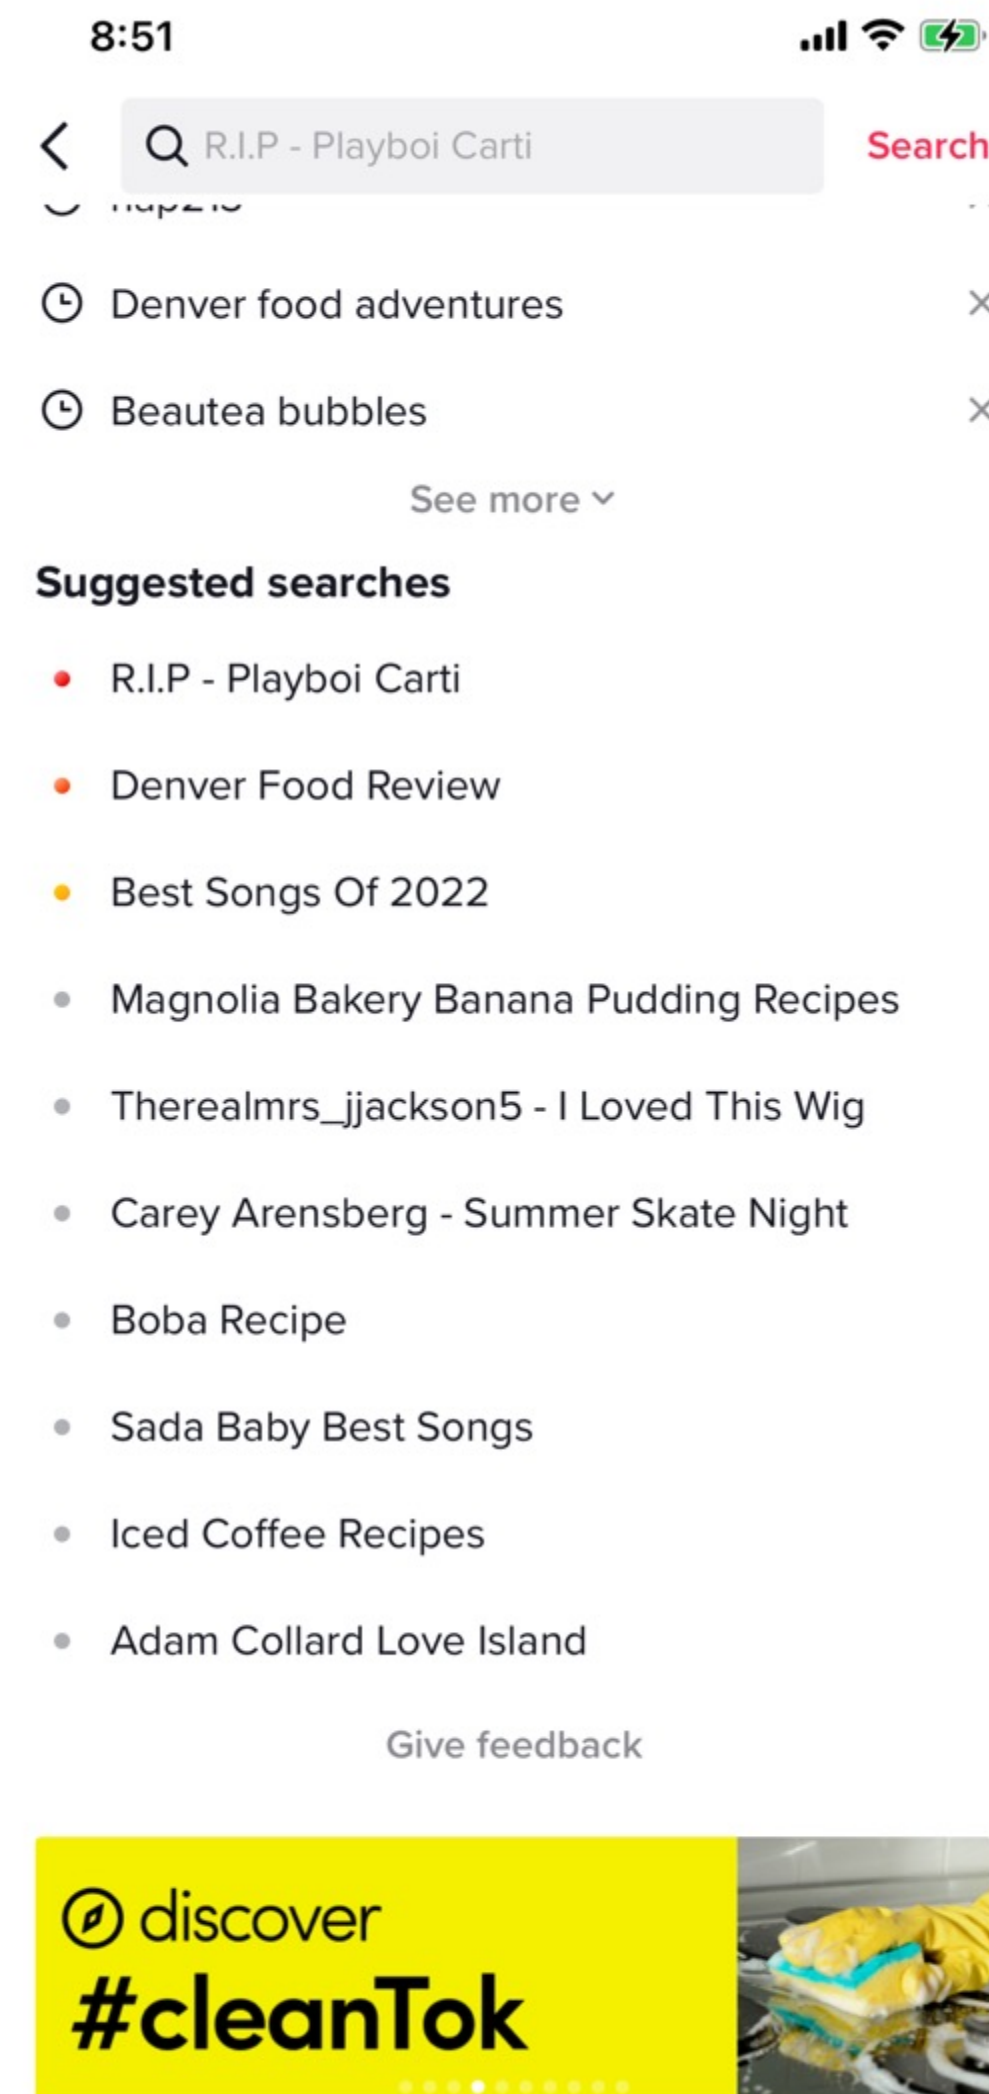 8:51
R.I.P - Playboi Carti
Search
Denver food adventures
Beautea bubbles
See more
Suggested searches
R.I.P - Playboi Carti
Denver Food Review
Best Songs Of 2022
Magnolia Bakery Banana Pudding Recipes
Therealmrs_jjackson5 - I Loved This Wig
Carey Arensberg - Summer Skate Night
Boba Recipe
Sada Baby Best Songs
Iced Coffee Recipes
Adam Collard Love Island
Give feedback
discover
#cleanTok